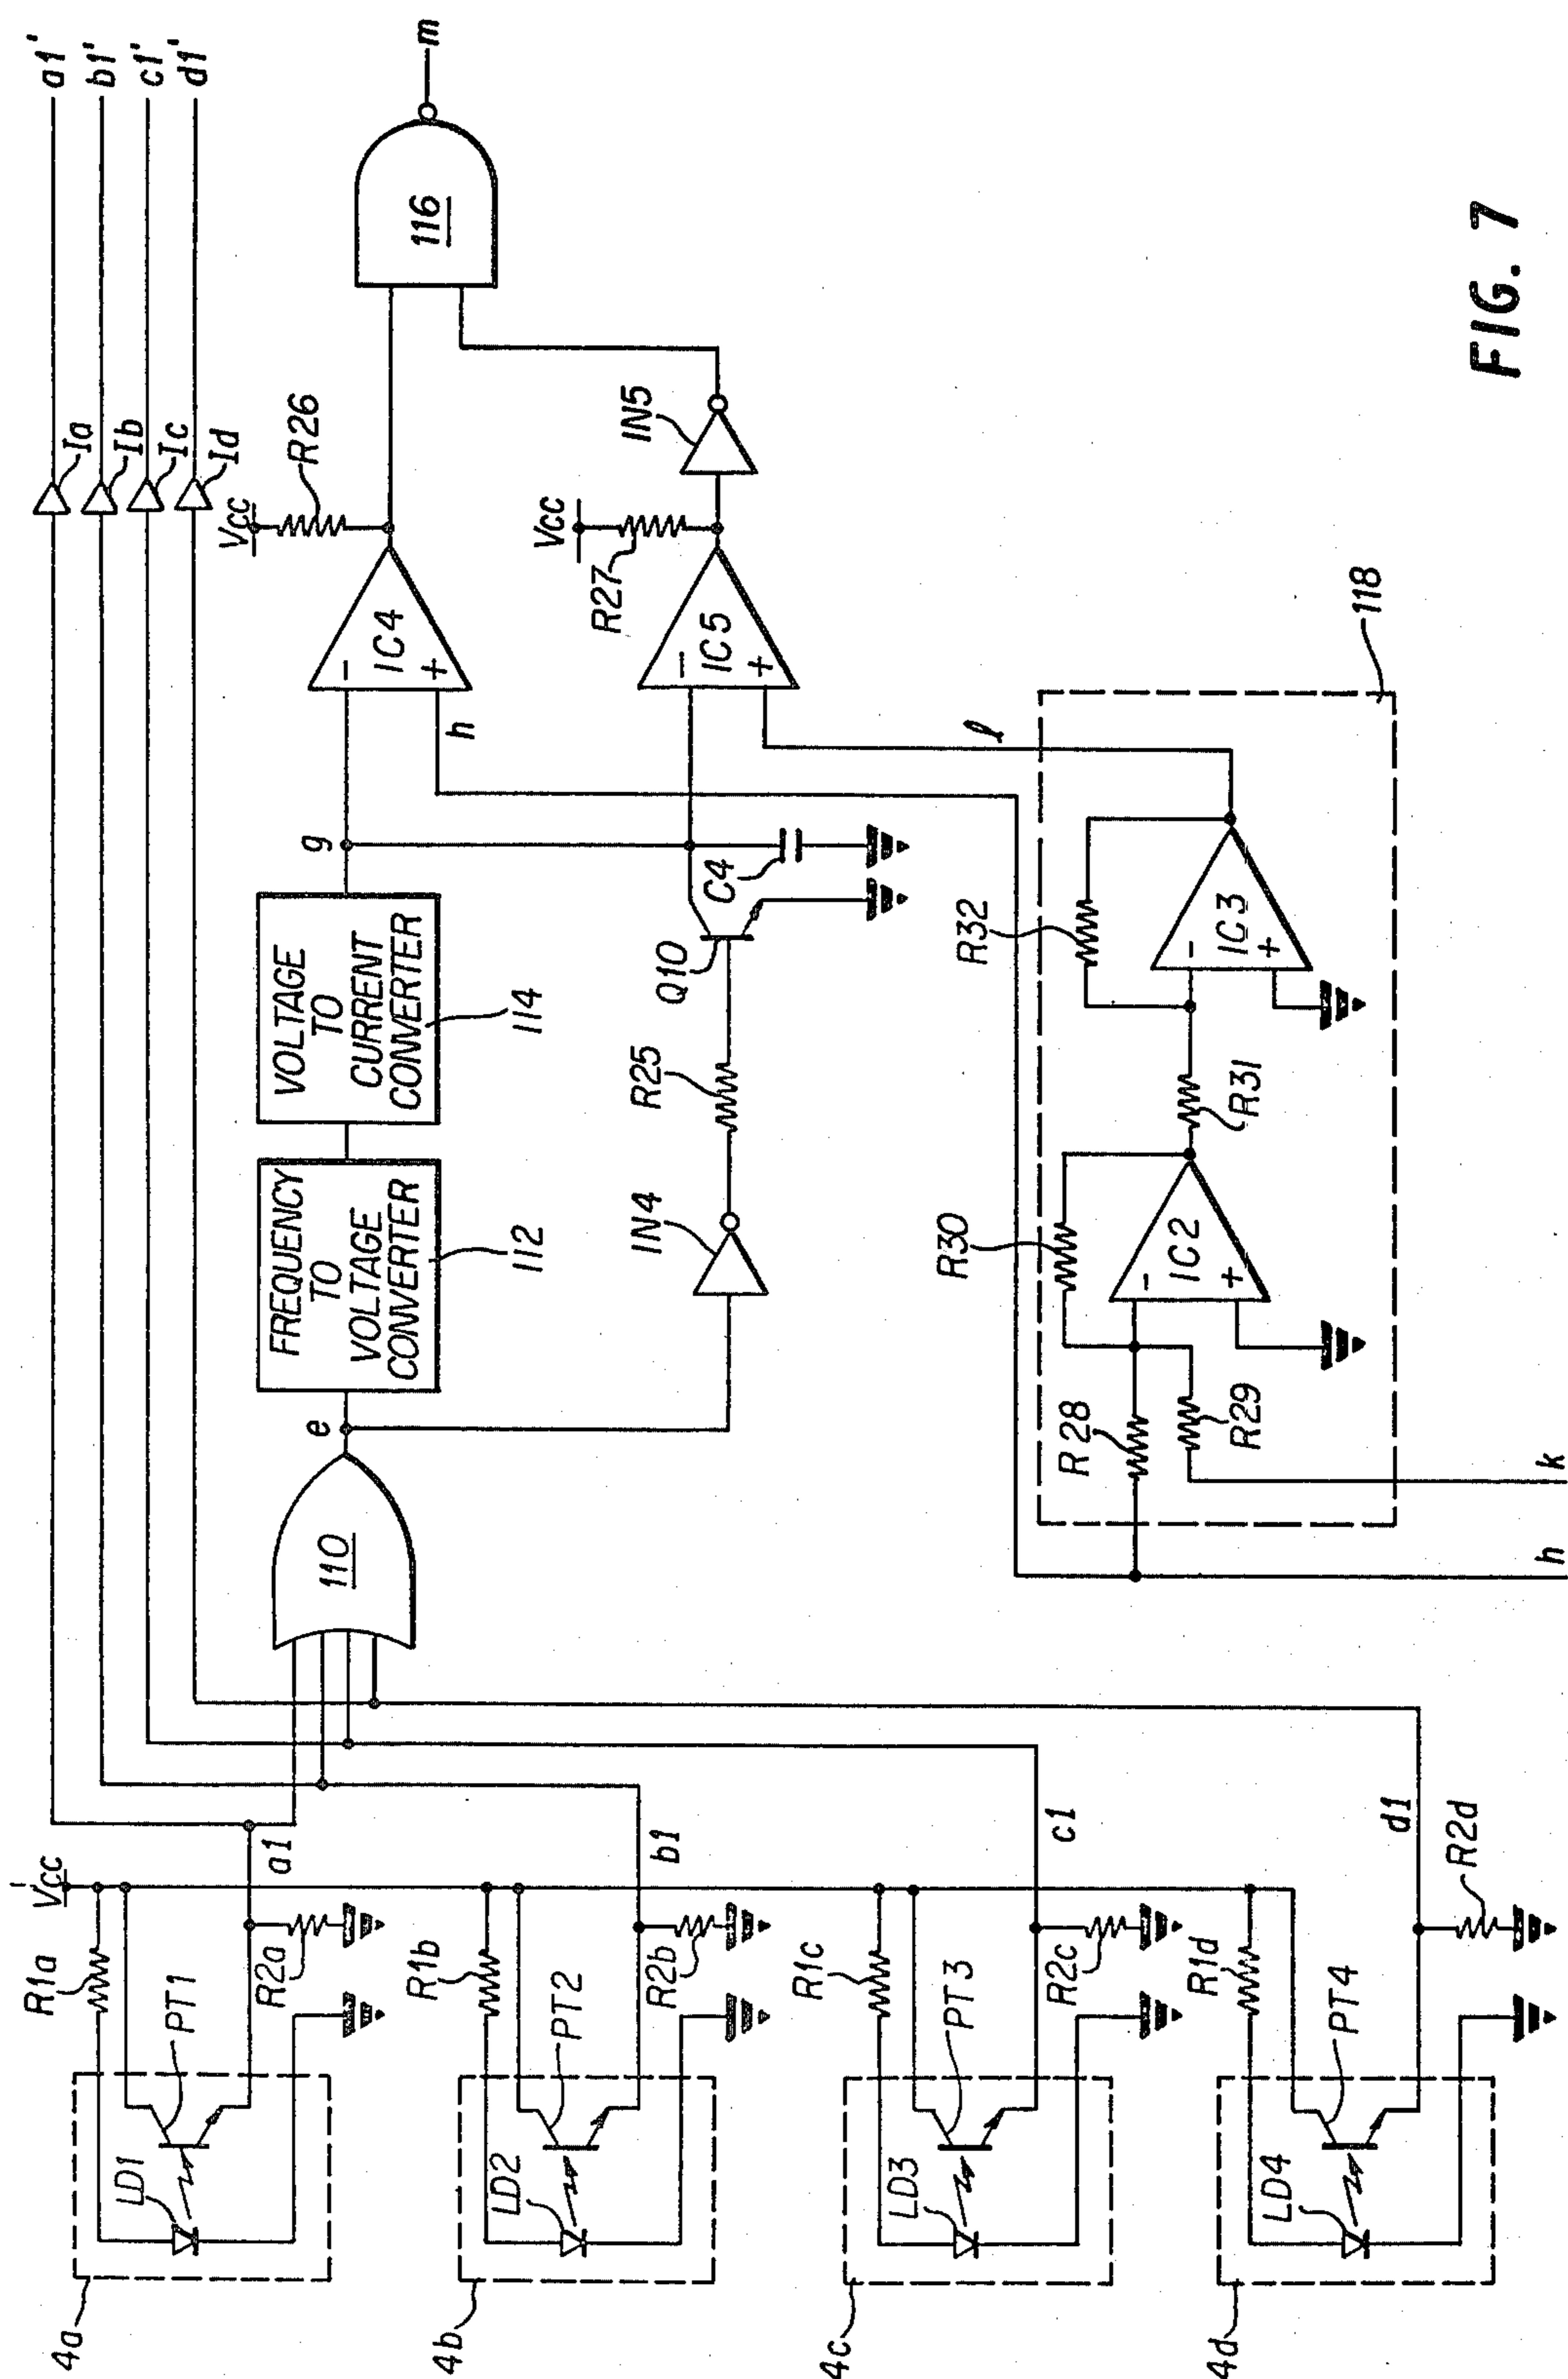 a1'
b1'
c1'
d1'
Ia
Ib
Ic
Id
m
116
VCC
R26
VCC
R27
IN5
IC4
-
+
h
IC5
-
+
g
l
C4
Q10
R25
IN4
VOLTAGE
TO
CURRENT
CONVERTER
114
FREQUENCY
TO
VOLTAGE
CONVERTER
112
e
110
118
R32
IC3
-
+
R31
R30
IC2
-
+
R28
R29
k
h
VCC
a1
R1a
PT1
R2a
LD1
4a
b1
R1b
PT2
R2b
LD2
4b
c1
R1c
PT3
R2c
LD3
4c
d1
R1d
PT4
R2d
LD4
4d
FIG. 7